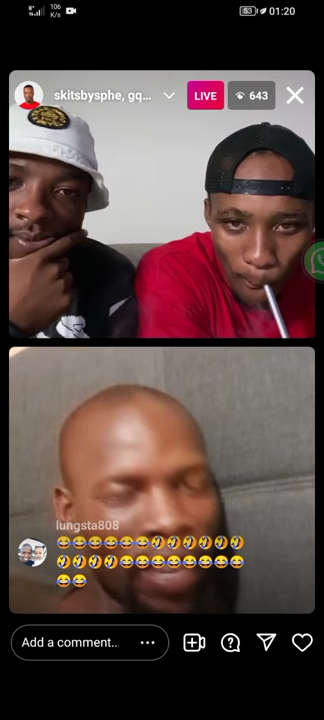 106
K/s
53
01:20
skitsbysphe, gq...
LIVE
643
lungsta808
😂😂😂😂😂😂🤣🤣🤣🤣🤣🤣
🤣🤣🤣🤣😂😂😂😂😂😂😂😂
😂😂
Add a comment...